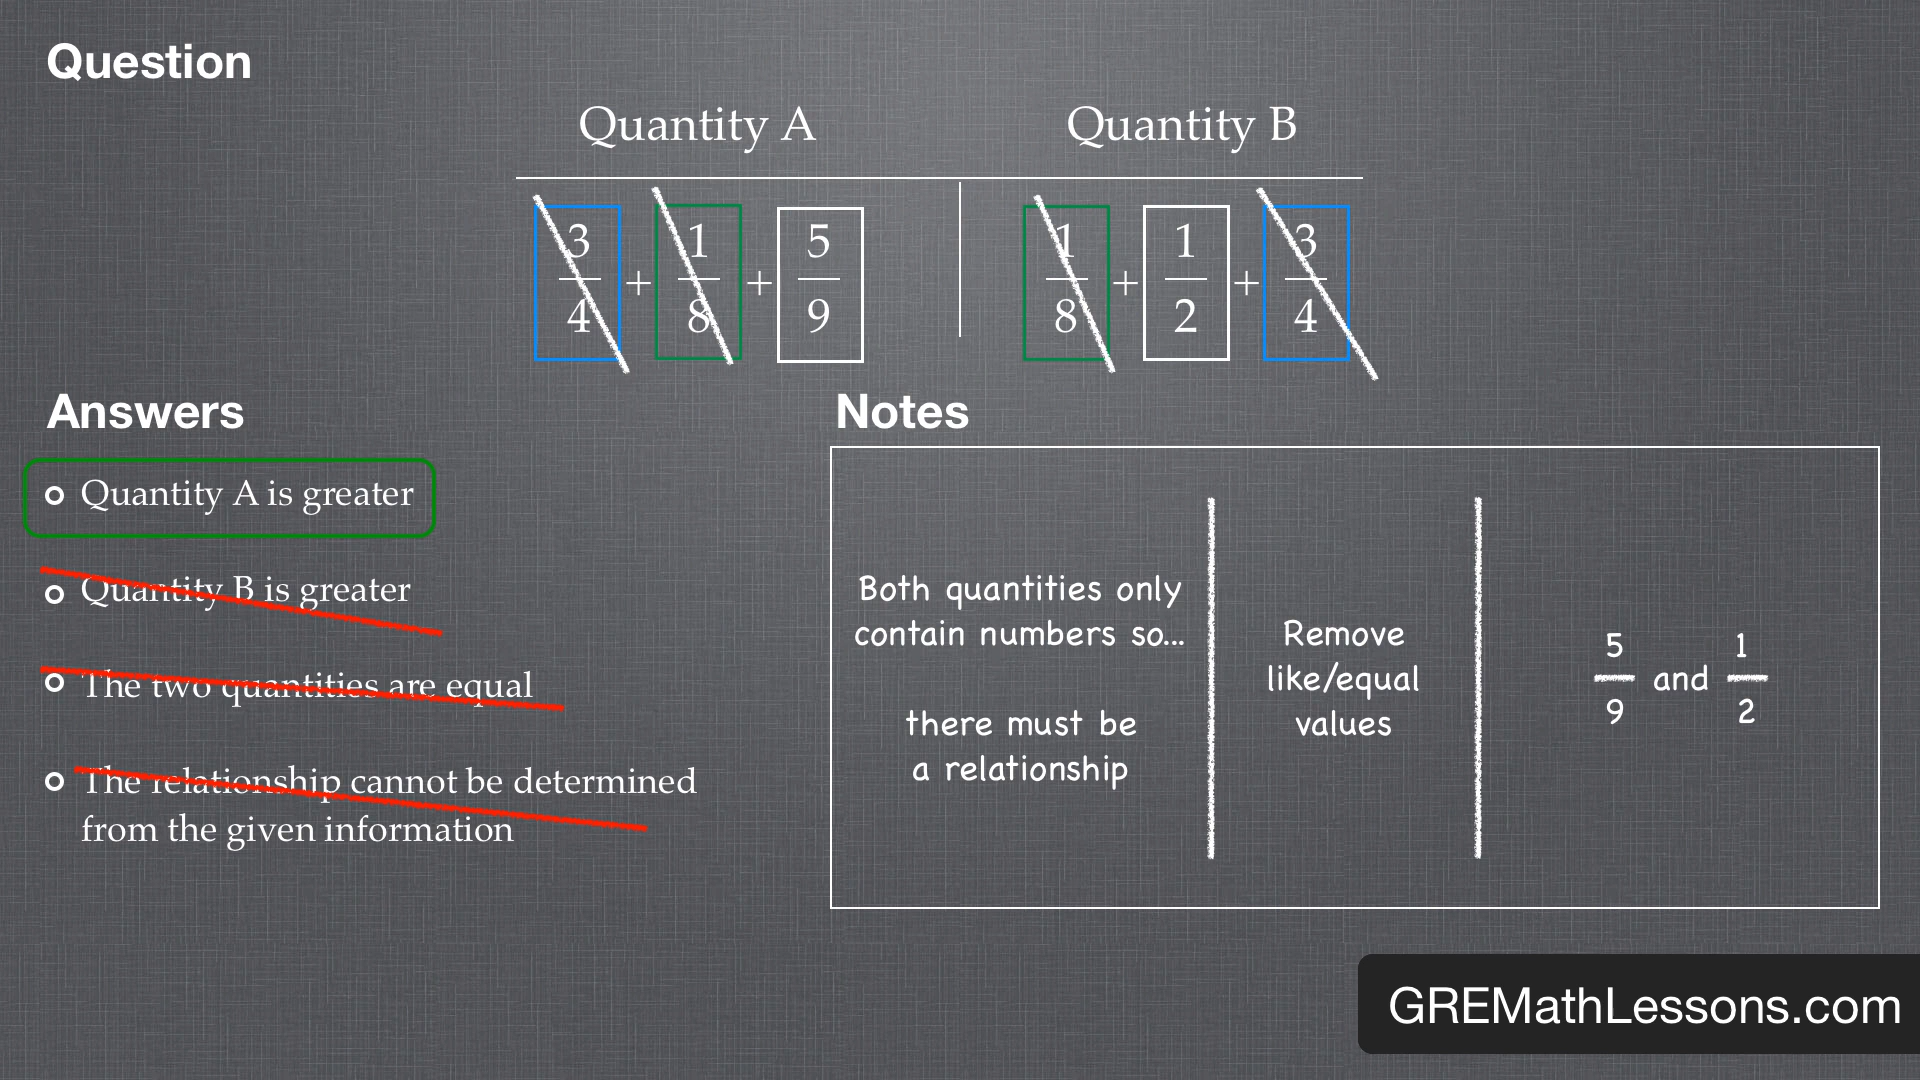 Question
Quantity A
Quantity B
3/4 + 1/8 + 5/9
1/8 + 1/2 + 3/4
Answers
Quantity A is greater
Quantity B is greater
The two quantities are equal
The relationship cannot be determined
from the given information
Notes
Both quantities only
contain numbers so...
there must be
a relationship
Remove
like/equal
values
5/9 and 1/2
GREMathLessons.com